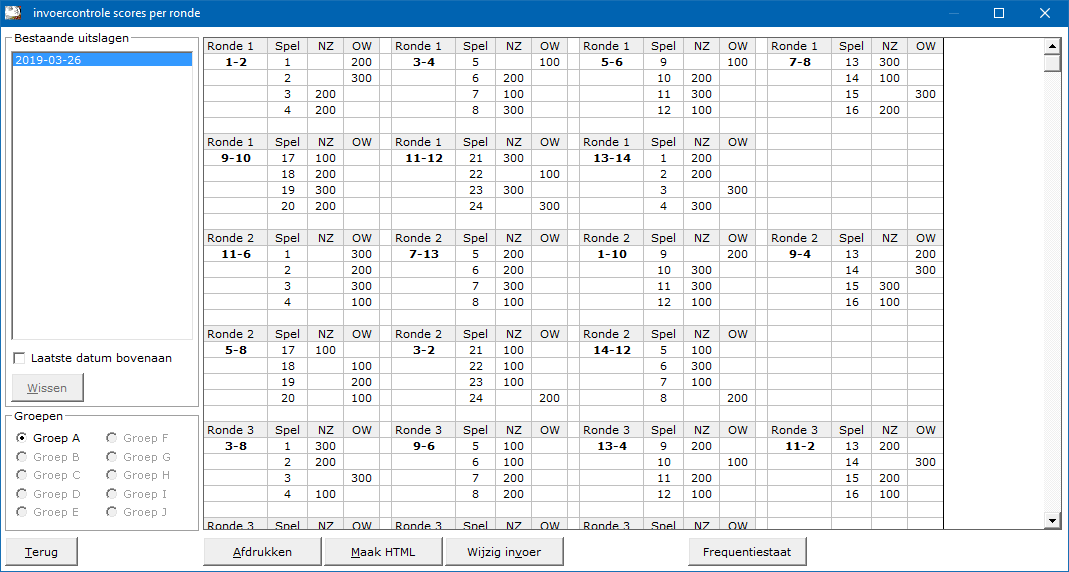 invoercontrole scores per ronde
Bestaande uitslagen
2019-03-26
Laatste datum bovenaan
Wissen
Groepen
Groep A Groep F
Groep B Groep G
Groep C Groep H
Groep D Groep I
Groep E Groep J
Ronde 1 Spel NZ OW Ronde 1 Spel NZ OW Ronde 1 Spel NZ OW Ronde 1 Spel NZ OW
1-2 1 200 3-4 5 100 5-6 9 100 7-8 13 300
2 300 6 200 10 200 14 100
3 200 7 100 11 300 15 300
4 200 8 300 12 100 16 200
Ronde 1 Spel NZ OW Ronde 1 Spel NZ OW Ronde 1 Spel NZ OW
9-10 17 100 11-12 21 300 13-14 1 200
18 200 22 100 2 200
19 300 23 300 3 300
20 200 24 300 4 300
Ronde 2 Spel NZ OW Ronde 2 Spel NZ OW Ronde 2 Spel NZ OW Ronde 2 Spel NZ OW
11-6 1 300 7-13 5 200 1-10 9 200 9-4 13 200
2 200 6 200 10 300 14 300
3 300 7 300 11 300 15 300
4 100 8 100 12 100 16 100
Ronde 2 Spel NZ OW Ronde 2 Spel NZ OW Ronde 2 Spel NZ OW
5-8 17 100 3-2 21 100 14-12 5 100
18 100 22 100 6 300
19 200 23 100 7 100
20 100 24 200 8 200
Ronde 3 Spel NZ OW Ronde 3 Spel NZ OW Ronde 3 Spel NZ OW Ronde 3 Spel NZ OW
3-8 1 300 9-6 5 100 13-4 9 200 11-2 13 200
2 200 6 100 10 100 14 300
3 300 7 200 11 200 15 200
4 100 8 200 12 100 16 100
Ronde 3 Spel NZ OW Ronde 3 Spel NZ OW Ronde 3 Spel NZ OW
Terug Afdrukken Maak HTML Wijzig invoer Frequentiestaat